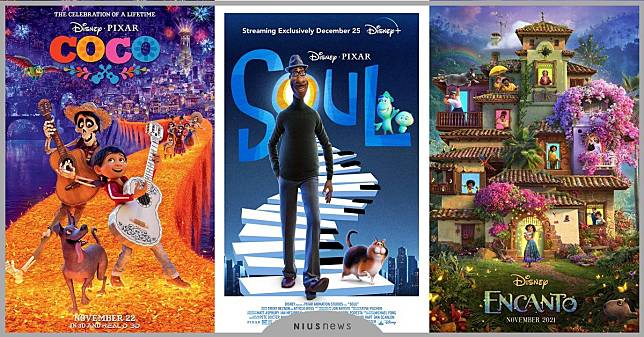 THE CELEBRATION OF A LIFETIME
Disney · PIXAR
COCO
NOVEMBER 22
IN 3D AND REAL D 3D
Streaming Exclusively December 25 Disney+
Disney · PIXAR
SOUL
NIUSnews
Disney
ENCANTO
NOVEMBER 2021